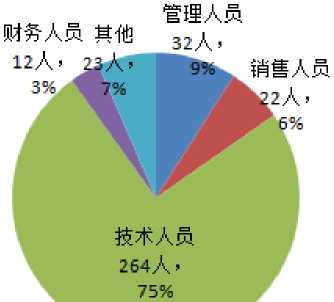 管理人员
32人，
9%
销售人员
22人，
6%
技术人员
264人，
75%
财务人员
12人，
3%
其他
23人，
7%